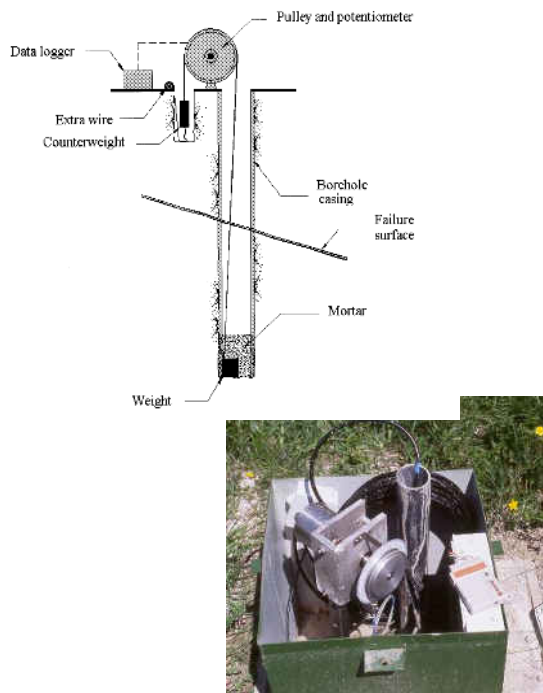 Pulley and potentiometer
Data logger
Extra wire
Counterweight
Borehole
casing
Failure
surface
Mortar
Weight